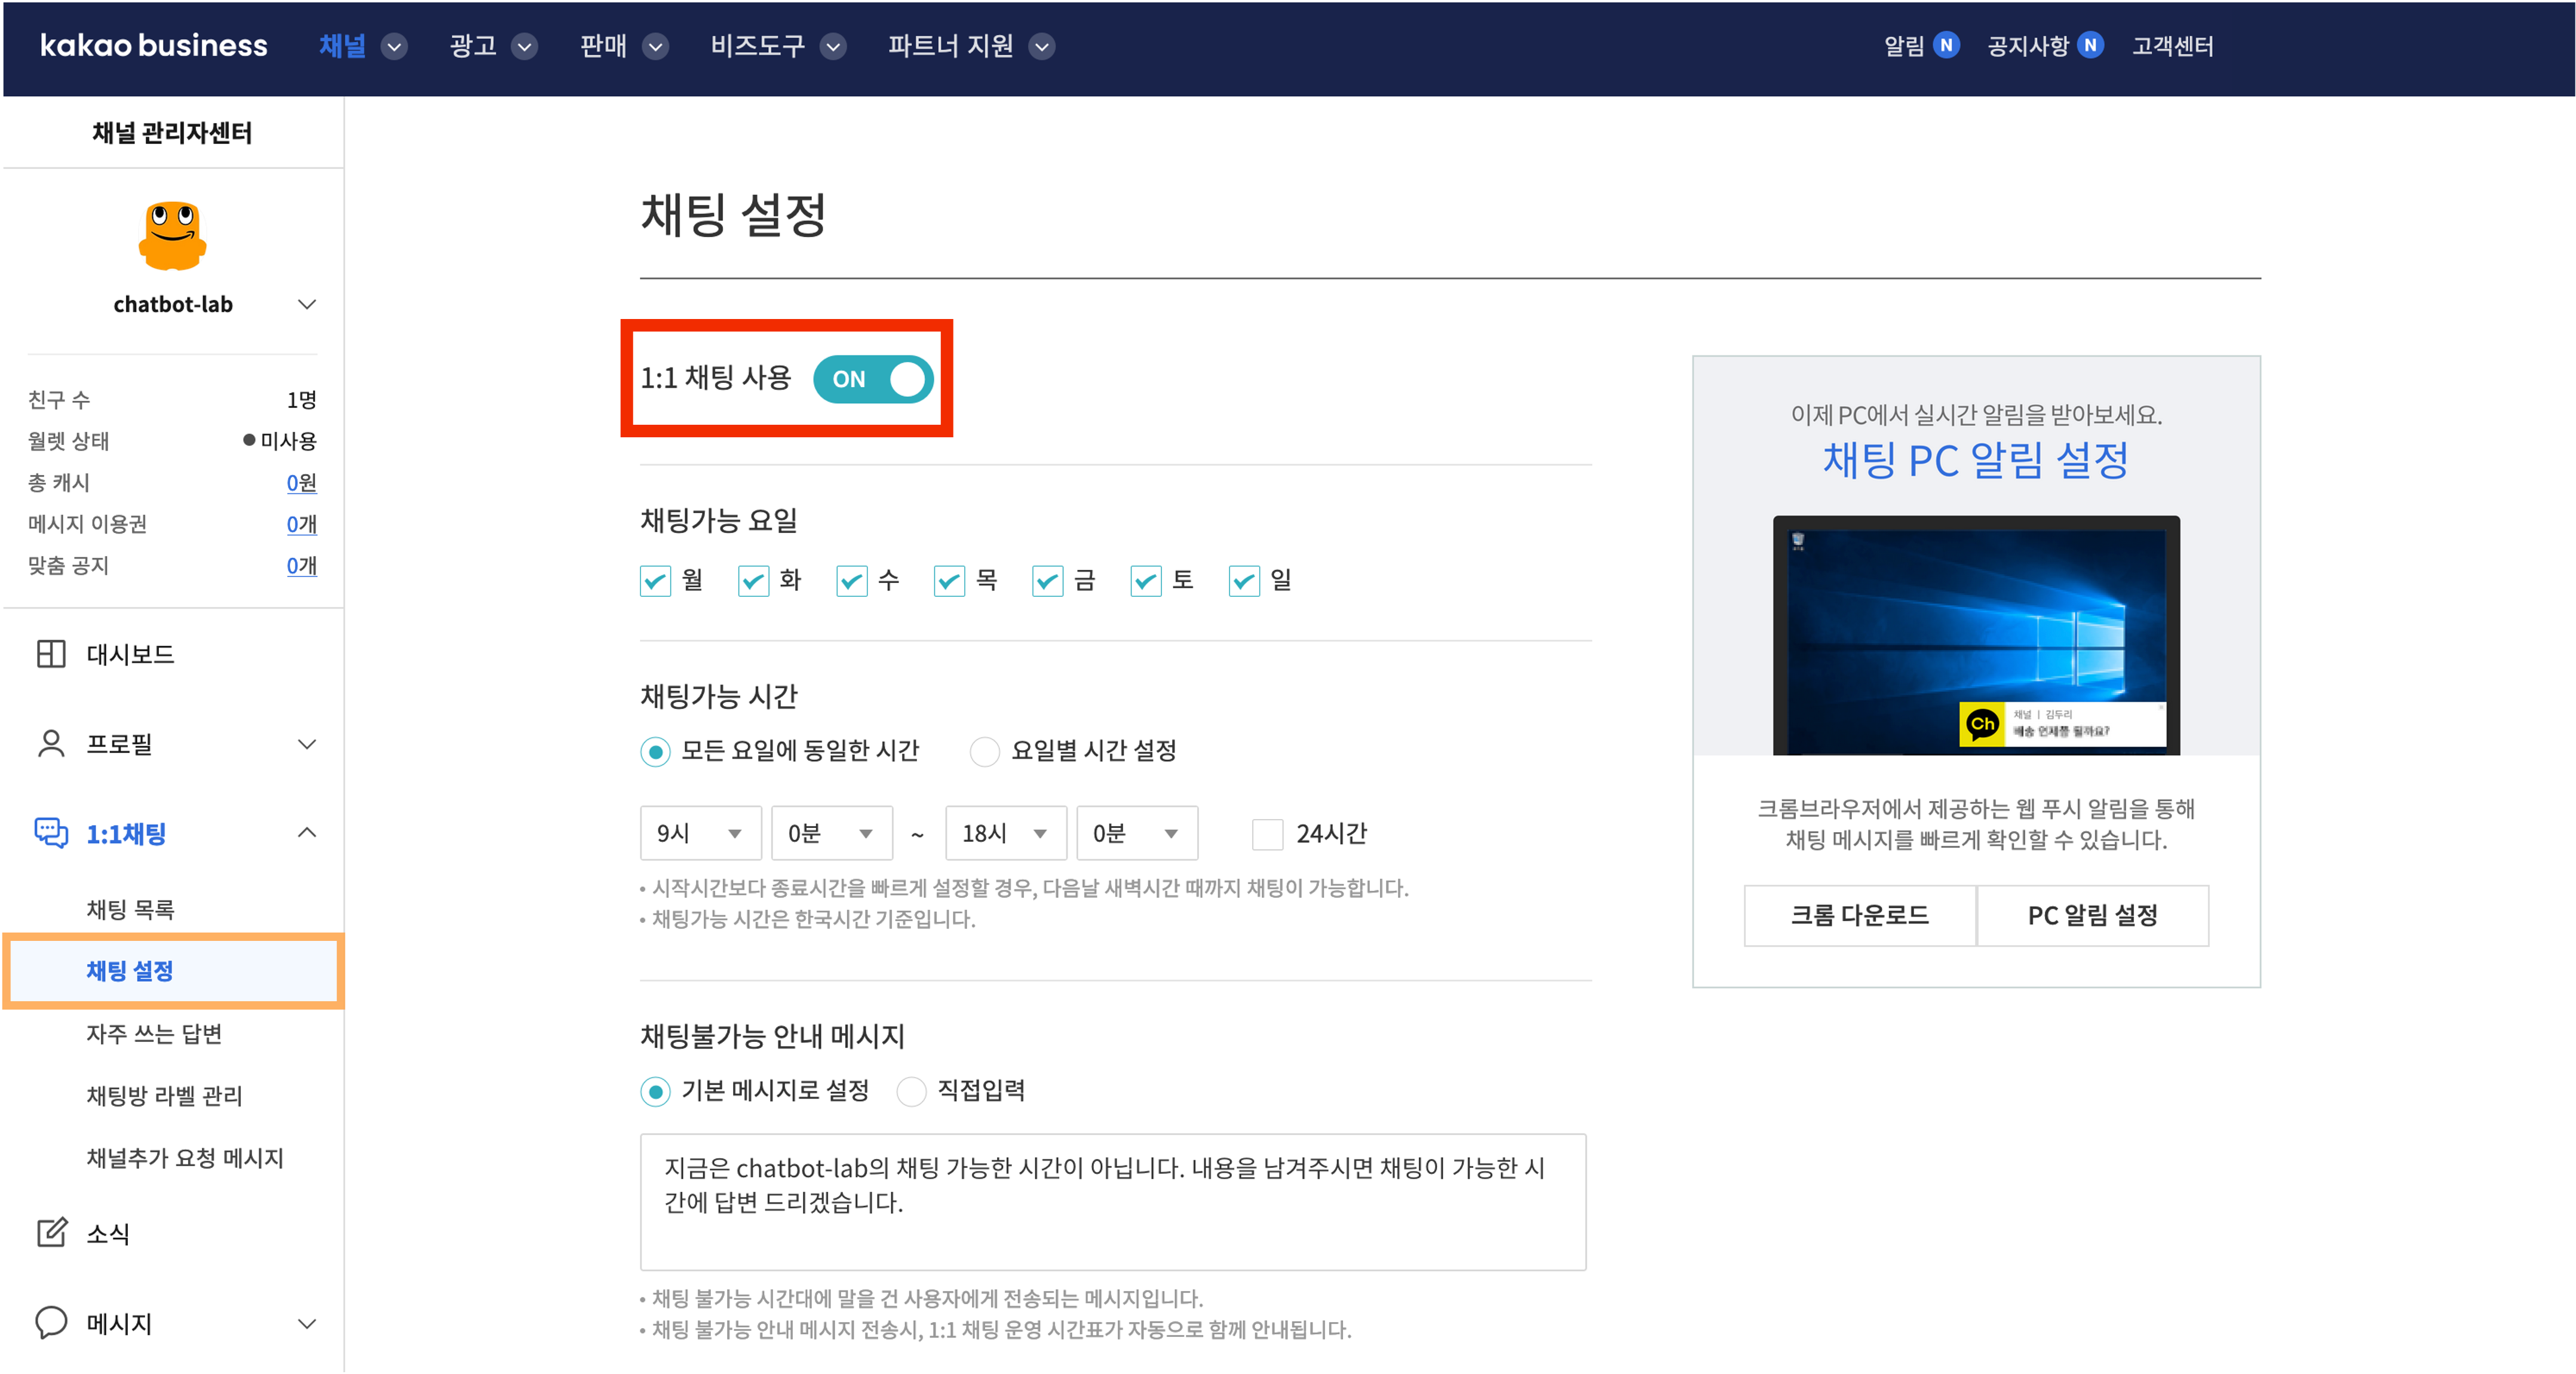 kakao business 채널 광고 판매 비즈도구 파트너 지원 알림 N 공지사항 N 고객센터
채널 관리자센터
chatbot-lab
친구 수 1명
월렛 상태 ●미사용
총 캐시 0원
메시지 이용권 0개
맞춤 공지 0개
대시보드
프로필
1:1채팅
채팅 목록
채팅 설정
자주 쓰는 답변
채팅방 라벨 관리
채널추가 요청 메시지
소식
메시지
채팅 설정
1:1 채팅 사용 ON
채팅가능 요일
월 화 수 목 금 토 일
채팅가능 시간
모든 요일에 동일한 시간 요일별 시간 설정
9시 0분 ~ 18시 0분 24시간
• 시작시간보다 종료시간을 빠르게 설정할 경우, 다음날 새벽시간 때까지 채팅이 가능합니다.
• 채팅가능 시간은 한국시간 기준입니다.
채팅불가능 안내 메시지
기본 메시지로 설정 직접입력
지금은 chatbot-lab의 채팅 가능한 시간이 아닙니다. 내용을 남겨주시면 채팅이 가능한 시
간에 답변 드리겠습니다.
• 채팅 불가능 시간대에 말을 건 사용자에게 전송되는 메시지입니다.
• 채팅 불가능 안내 메시지 전송시, 1:1 채팅 운영 시간표가 자동으로 함께 안내됩니다.
이제 PC에서 실시간 알림을 받아보세요.
채팅 PC 알림 설정
Ch
채널 | 김두리
배송 언제쯤 될까요?
크롬브라우저에서 제공하는 웹 푸시 알림을 통해
채팅 메시지를 빠르게 확인할 수 있습니다.
크롬 다운로드 PC 알림 설정